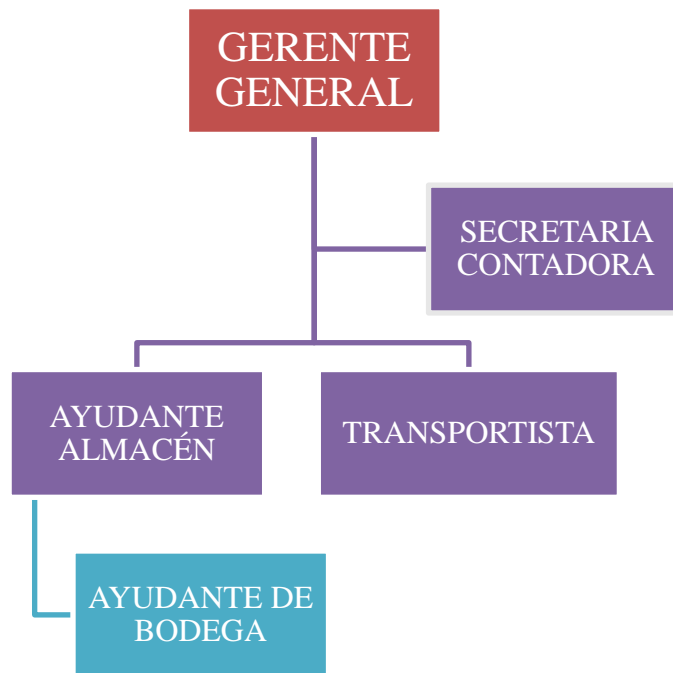 GERENTE
GENERAL
SECRETARIA
CONTADORA
AYUDANTE
ALMACÉN
TRANSPORTISTA
AYUDANTE DE
BODEGA